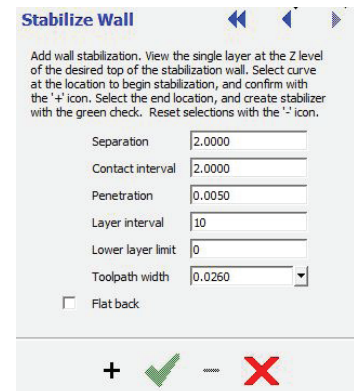 Stabilize Wall
Add wall stabilization. View the single layer at the Z level
of the desired top of the stabilization wall. Select curve
at the location to begin stabilization, and confirm with
the '+' icon. Select the end location, and create stabilizer
with the green check. Reset selections with the '-' icon.
Separation 2.0000
Contact interval 2.0000
Penetration 0.0050
Layer interval 10
Lower layer limit 0
Toolpath width 0.0260
Flat back